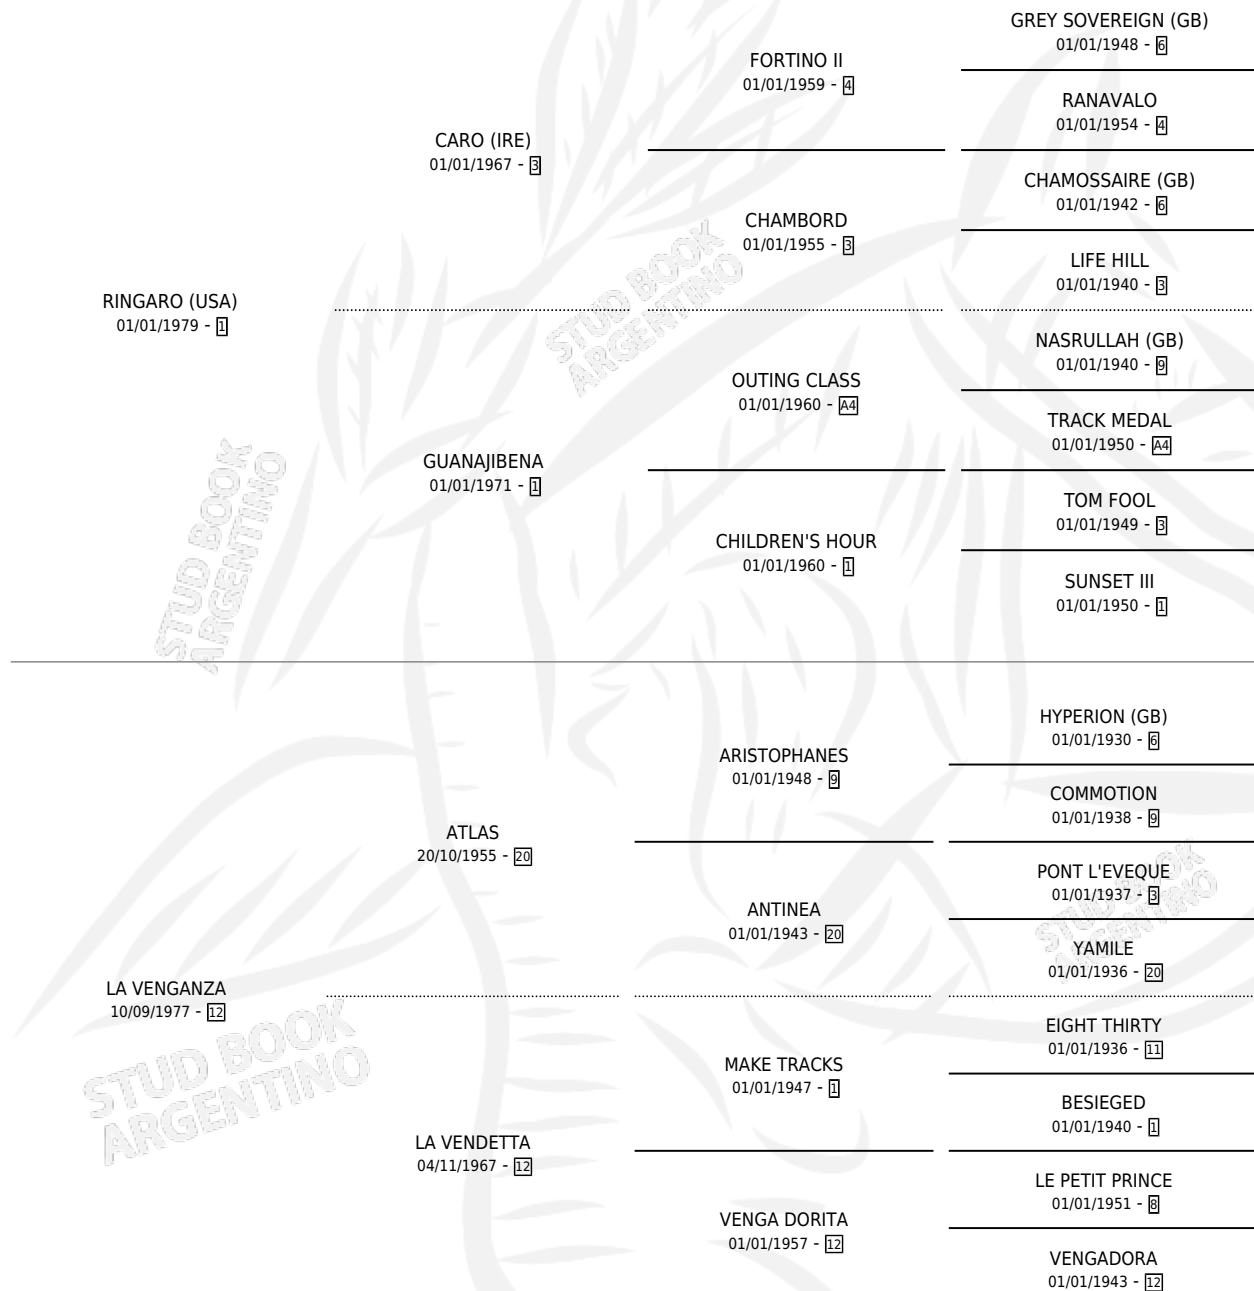 GREY SOVEREIGN (GB)
01/01/1948 - 6
FORTINO II
01/01/1959 - 4
RANAVALO
01/01/1954 - 4
CARO (IRE)
01/01/1967 - 3
CHAMOSSAIRE (GB)
01/01/1942 - 6
CHAMBORD
01/01/1955 - 3
LIFE HILL
01/01/1940 - 3
RINGARO (USA)
01/01/1979 - 1
NASRULLAH (GB)
01/01/1940 - 9
OUTING CLASS
01/01/1960 - A4
TRACK MEDAL
01/01/1950 - A4
GUANAJIBENA
01/01/1971 - 1
TOM FOOL
01/01/1949 - 3
CHILDREN'S HOUR
01/01/1960 - 1
SUNSET III
01/01/1950 - 1
HYPERION (GB)
01/01/1930 - 6
ARISTOPHANES
01/01/1948 - 9
COMMOTION
01/01/1938 - 9
ATLAS
20/10/1955 - 20
PONT L'EVEQUE
01/01/1937 - 3
ANTINEA
01/01/1943 - 20
YAMILE
01/01/1936 - 20
LA VENGANZA
10/09/1977 - 12
EIGHT THIRTY
01/01/1936 - 11
MAKE TRACKS
01/01/1947 - 1
BESIEGED
01/01/1940 - 1
LA VENDETTA
04/11/1967 - 12
LE PETIT PRINCE
01/01/1951 - 8
VENGA DORITA
01/01/1957 - 12
VENGADORA
01/01/1943 - 12
STUD BOOK
ARGENTINO
STUD BOOK
ARGENTINO
STUD BOOK
ARGENTINO
STUD BOOK
ARGENTINO